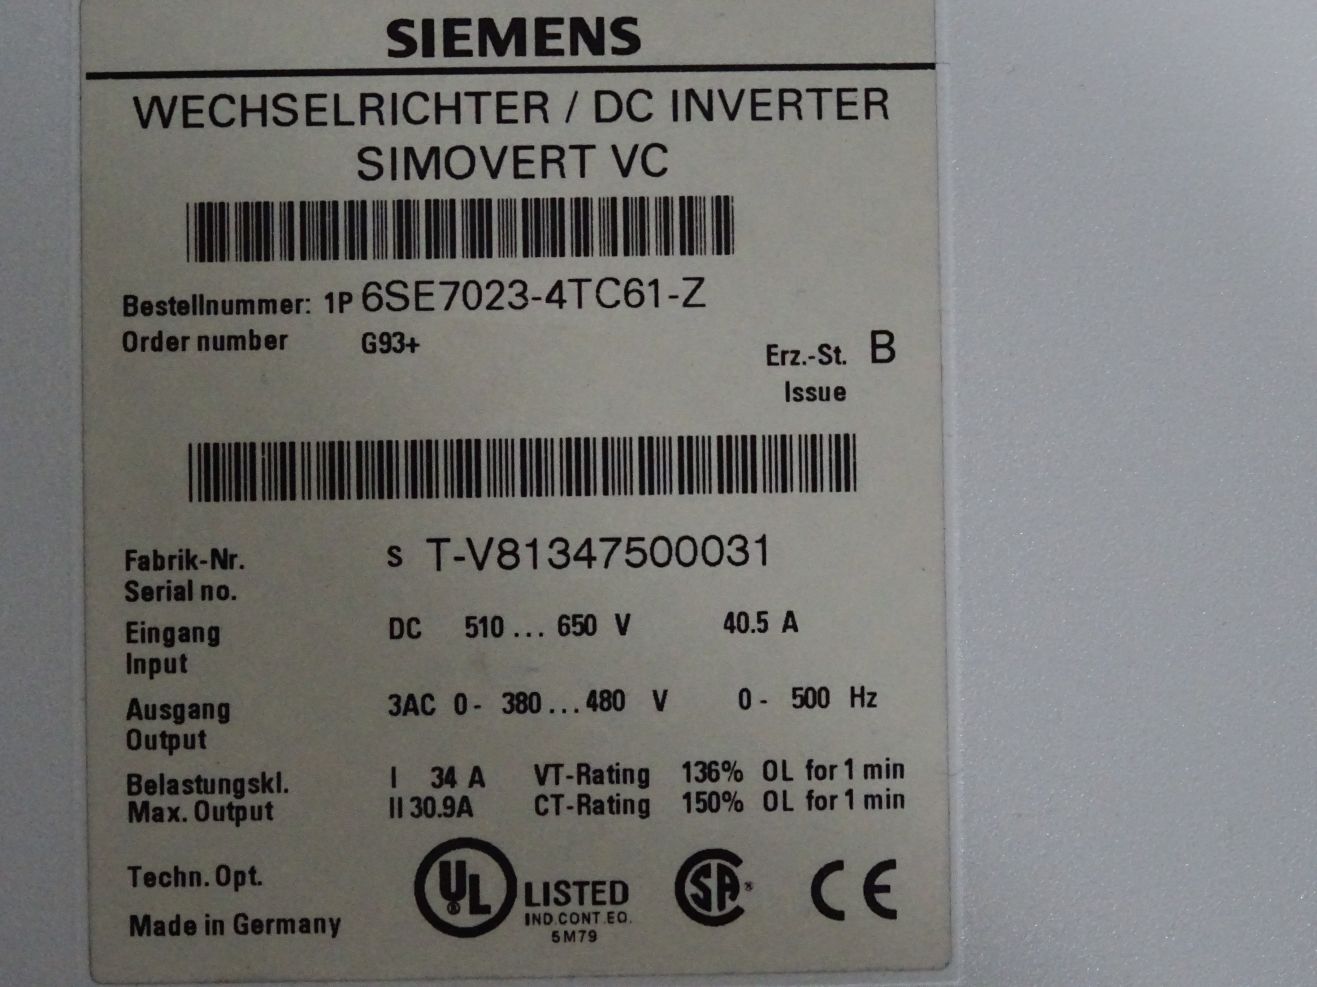 SIEMENS
WECHSELRICHTER / DC INVERTER
SIMOVERT VC
Bestellnummer: 1P 6SE7023-4TC61-Z
Order number G93+
Erz.-St. B
Issue
Fabrik-Nr. S T-V81347500031
Serial no.
Eingang DC 510 ... 650 V 40.5 A
Input
Ausgang 3AC 0- 380...480 V 0- 500 Hz
Output
Belastungskl. I 34 A VT-Rating 136% OL for 1 min
Max. Output II 30.9A CT-Rating 150% OL for 1 min
Techn. Opt.
UL ® LISTED
IND.CONT.EQ.
5M79
SA ®
CE
Made in Germany